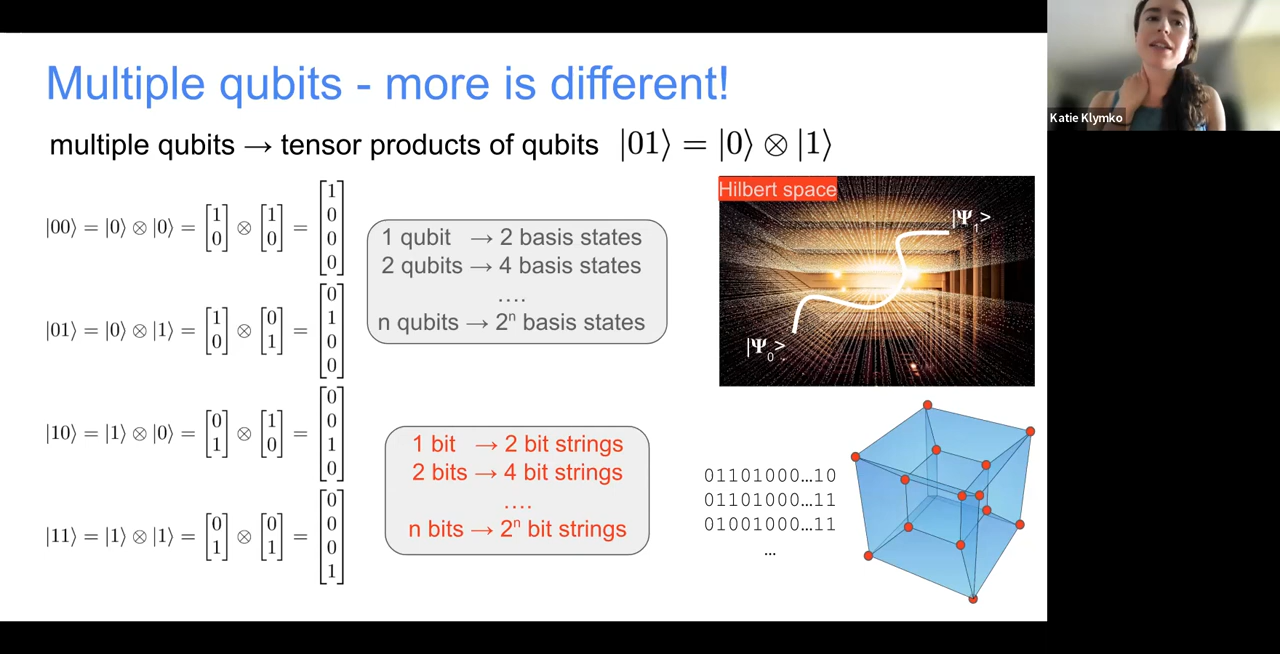 Multiple qubits - more is different!
multiple qubits → tensor products of qubits |01⟩ = |0⟩ ⊗ |1⟩
|00⟩ = |0⟩ ⊗ |0⟩ = [1 0] ⊗ [1 0] = [1 0 0 0]
|01⟩ = |0⟩ ⊗ |1⟩ = [1 0] ⊗ [0 1] = [0 1 0 0]
|10⟩ = |1⟩ ⊗ |0⟩ = [0 1] ⊗ [1 0] = [0 0 1 0]
|11⟩ = |1⟩ ⊗ |1⟩ = [0 1] ⊗ [0 1] = [0 0 0 1]
1 qubit → 2 basis states
2 qubits → 4 basis states
....
n qubits → 2ⁿ basis states
1 bit → 2 bit strings
2 bits → 4 bit strings
....
n bits → 2ⁿ bit strings
Hilbert space
|Ψ₁>
|Ψ₀>
01101000...10
01101000...11
01001000...11
...
Katie Klymko